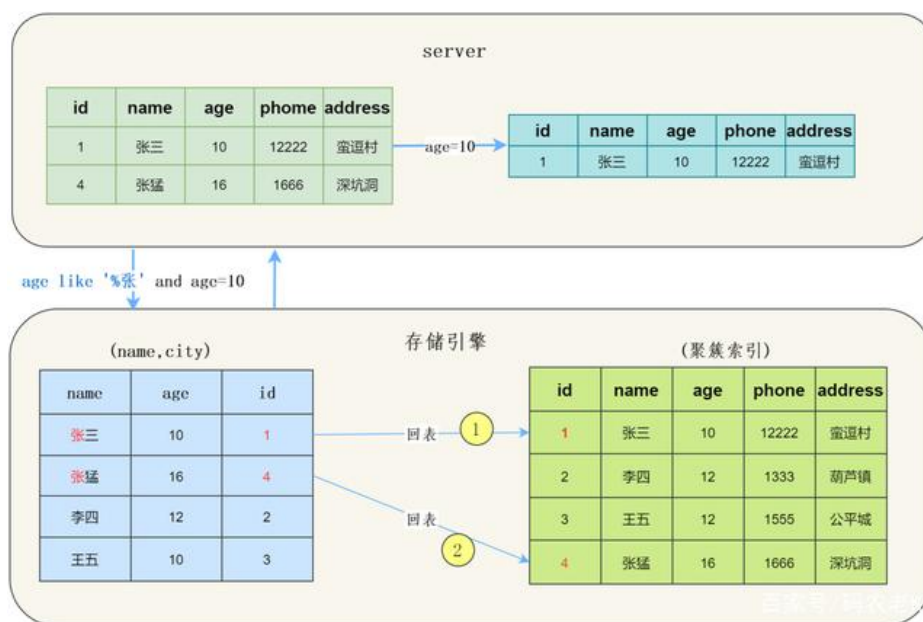 server
id name age phome address
1 张三 10 12222 蛮逗村
4 张猛 16 1666 深坑洞
age=10
id name age phone address
1 张三 10 12222 蛮逗村
age like '%张' and age=10
存储引擎
(name,city)
name age id
张三 10 1
张猛 16 4
李四 12 2
王五 10 3
回表 1
回表
2
(聚簇索引)
id name age phone address
1 张三 10 12222 蛮逗村
2 李四 12 1333 葫芦镇
3 王五 12 1555 公平城
4 张猛 16 1666 深坑洞